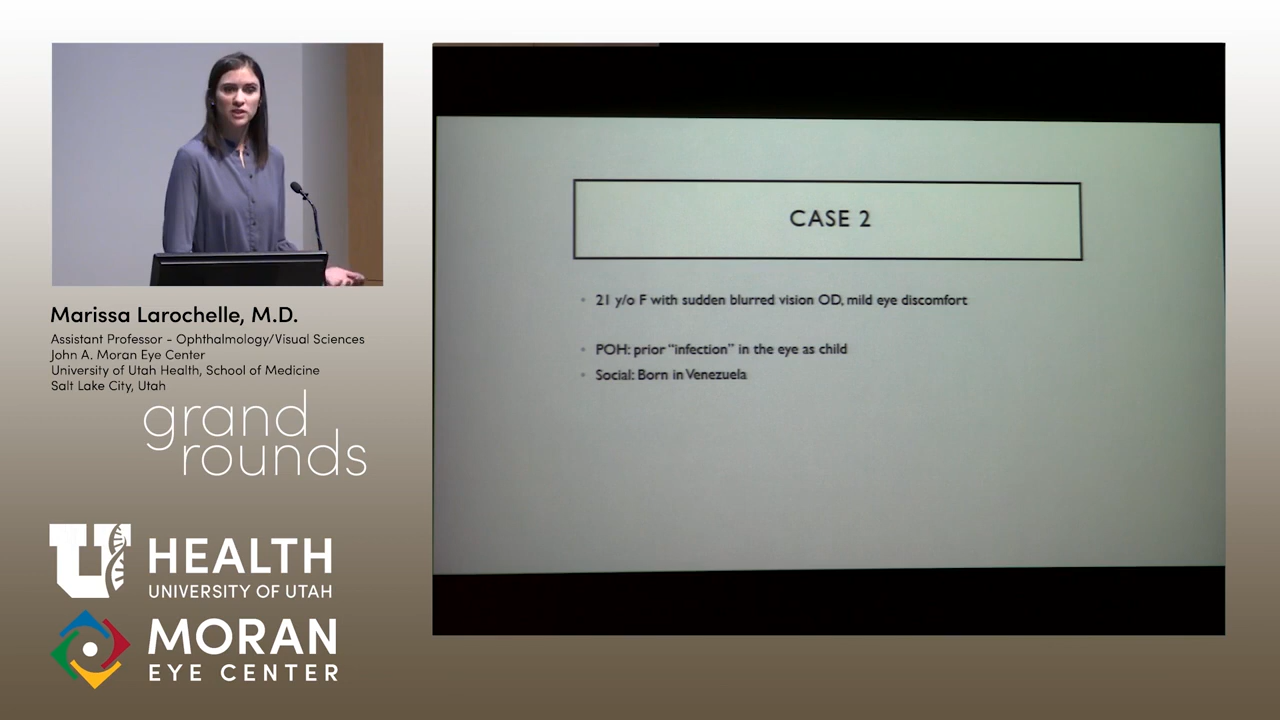 Marissa Larochelle, M.D.
Assistant Professor - Ophthalmology/Visual Sciences
John A. Moran Eye Center
University of Utah Health, School of Medicine
Salt Lake City, Utah
grand
rounds
U HEALTH
UNIVERSITY OF UTAH
MORAN
EYE CENTER
CASE 2
• 21 y/o F with sudden blurred vision OD, mild eye discomfort
• POH: prior “infection” in the eye as child
• Social: Born in Venezuela